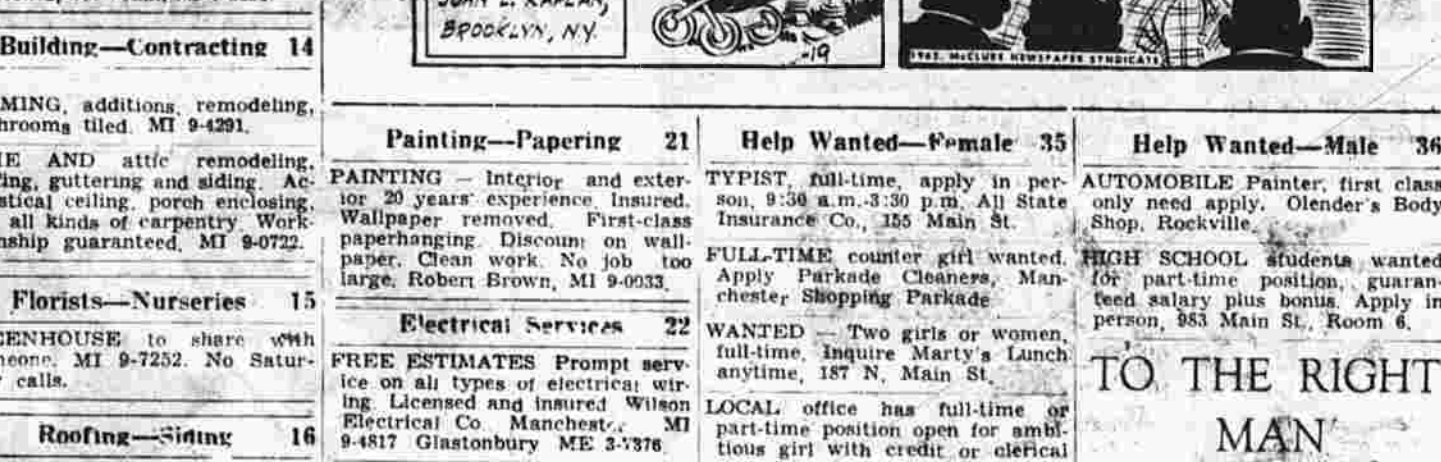 BROOKLYN, N.Y.
-19
1963, McCLURE NEWSPAPER SYNDICATE
Building—Contracting 14
MING, additions, remodeling,
hrooms tiled. MI 9-4291.
E AND attic remodeling,
ing, guttering and siding. Ac-
stical ceiling, porch enclosing,
all kinds of carpentry. Work-
nship guaranteed, MI 9-0722.
Florists—Nurseries 15
ENHOUSE to share with
neone. MI 9-7252. No Satur-
calls.
Roofing—Siding 16
Painting—Papering 21
PAINTING — Interior and exter-
ior 20 years' experience. Insured.
Wallpaper removed. First-class
paperhanging. Discount on wall-
paper. Clean work. No job too
large. Robert Brown, MI 9-0033.
Electrical Services 22
FREE ESTIMATES Prompt serv-
ice on all types of electrical wir-
ing. Licensed and insured Wilson
Electrical Co. Manchester, MI
9-4817 Glastonbury ME 3-7376.
Help Wanted—Female 35
TYPIST, full-time, apply in per-
son, 9:30 a.m.-3:30 p.m. All State
Insurance Co., 155 Main St.
FULL-TIME counter girl wanted.
Apply Parkade Cleaners, Man-
chester Shopping Parkade
WANTED — Two girls or women,
full-time. Inquire Marty's Lunch
anytime, 187 N. Main St.
LOCAL office has full-time or
part-time position open for ambi-
tious girl with credit or clerical
Help Wanted—Male 36
AUTOMOBILE Painter, first class
only need apply. Olender's Body
Shop, Rockville.
HIGH SCHOOL students wanted
for part-time position, guaran-
teed salary plus bonus. Apply in
person, 983 Main St., Room 6.
TO THE RIGHT
MAN